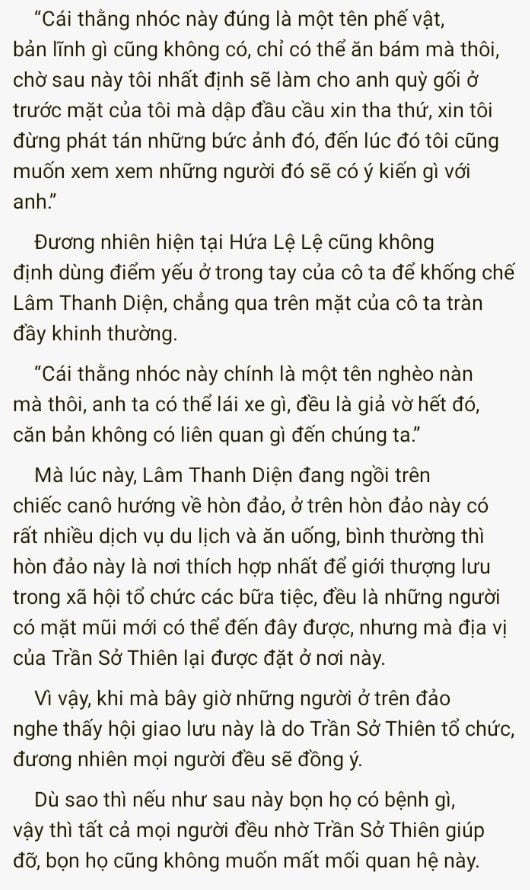 “Cái thằng nhóc này đúng là một tên phế vật,
bản lĩnh gì cũng không có, chỉ có thể ăn bám mà thôi,
chờ sau này tôi nhất định sẽ làm cho anh quỳ gối ở
trước mặt của tôi mà dập đầu cầu xin tha thứ, xin tôi
đừng phát tán những bức ảnh đó, đến lúc đó tôi cũng
muốn xem xem những người đó sẽ có ý kiến gì với
anh.”
Đương nhiên hiện tại Hứa Lệ Lệ cũng không
định dùng điểm yếu ở trong tay của cô ta để khống chế
Lâm Thanh Diện, chẳng qua trên mặt của cô ta tràn
đầy khinh thường.
“Cái thằng nhóc này chính là một tên nghèo nàn
mà thôi, anh ta có thể lái xe gì, đều là giả vờ hết đó,
căn bản không có liên quan gì đến chúng ta.”
Mà lúc này, Lâm Thanh Diện đang ngồi trên
chiếc canô hướng về hòn đảo, ở trên hòn đảo này có
rất nhiều dịch vụ du lịch và ăn uống, bình thường thì
hòn đảo này là nơi thích hợp nhất để giới thượng lưu
trong xã hội tổ chức các bữa tiệc, đều là những người
có mặt mũi mới có thể đến đây được, nhưng mà địa vị
của Trần Sở Thiên lại được đặt ở nơi này.
Vì vậy, khi mà bây giờ những người ở trên đảo
nghe thấy hội giao lưu này là do Trần Sở Thiên tổ chức,
đương nhiên mọi người đều sẽ đồng ý.
Dù sao thì nếu như sau này bọn họ có bệnh gì,
vậy thì tất cả mọi người đều nhờ Trần Sở Thiên giúp
đỡ, bọn họ cũng không muốn mất mối quan hệ này.